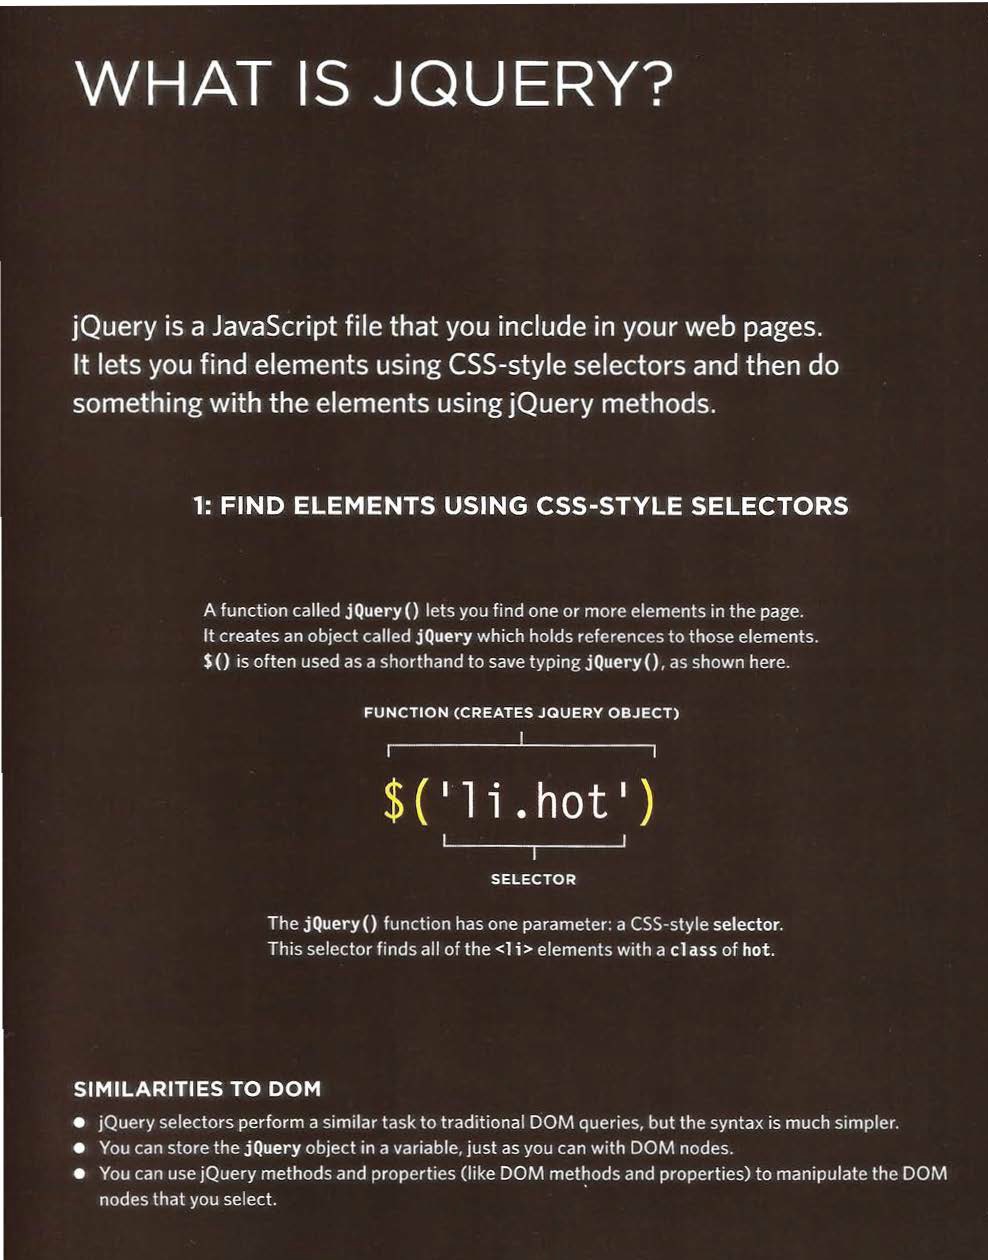 WHAT IS JQUERY?
jQuery is a JavaScript file that you include in your web pages.
It lets you find elements using CSS-style selectors and then do
something with the elements using jQuery methods.
1: FIND ELEMENTS USING CSS-STYLE SELECTORS
A function called jQuery() lets you find one or more elements in the page.
It creates an object called jQuery which holds references to those elements.
$() is often used as a shorthand to save typing jQuery(), as shown here.
FUNCTION (CREATES JQUERY OBJECT)
$('li.hot')
SELECTOR
The jQuery() function has one parameter: a CSS-style selector.
This selector finds all of the <li> elements with a class of hot.
SIMILARITIES TO DOM
● jQuery selectors perform a similar task to traditional DOM queries, but the syntax is much simpler.
● You can store the jQuery object in a variable, just as you can with DOM nodes.
● You can use jQuery methods and properties (like DOM methods and properties) to manipulate the DOM
nodes that you select.